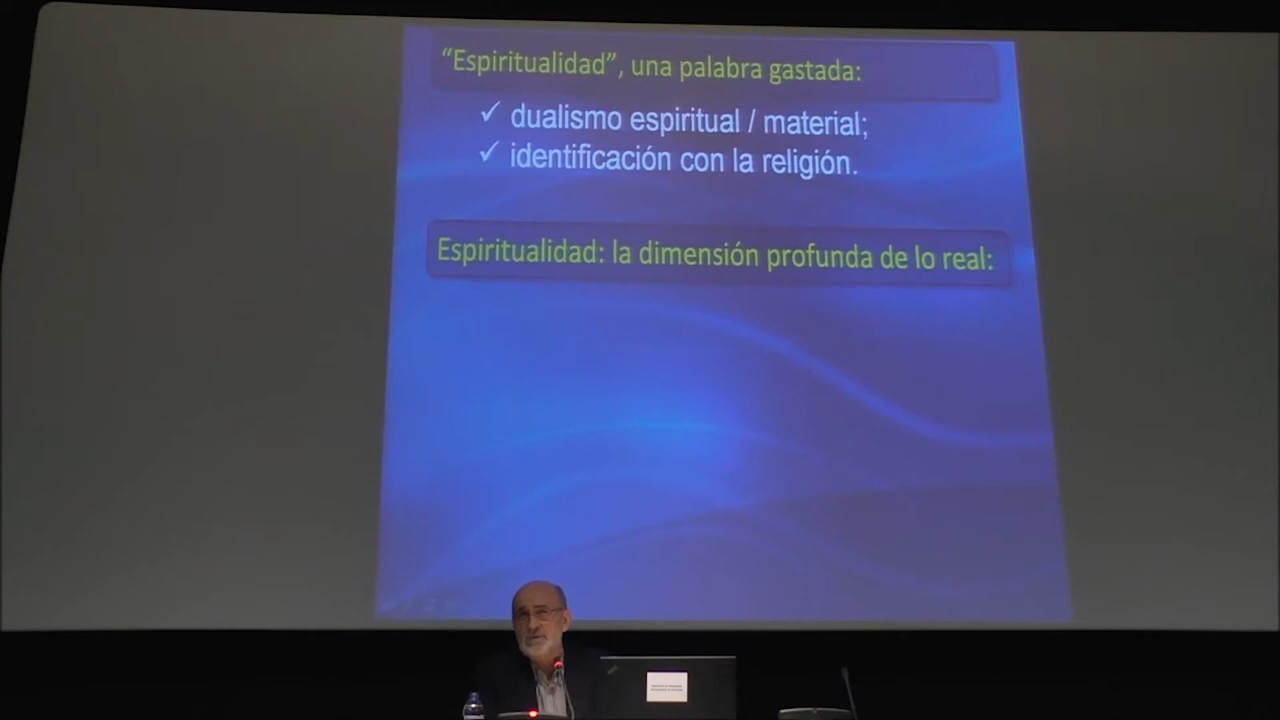 “Espiritualidad”, una palabra gastada:
✓ dualismo espiritual / material;
✓ identificación con la religión.
Espiritualidad: la dimensión profunda de lo real: